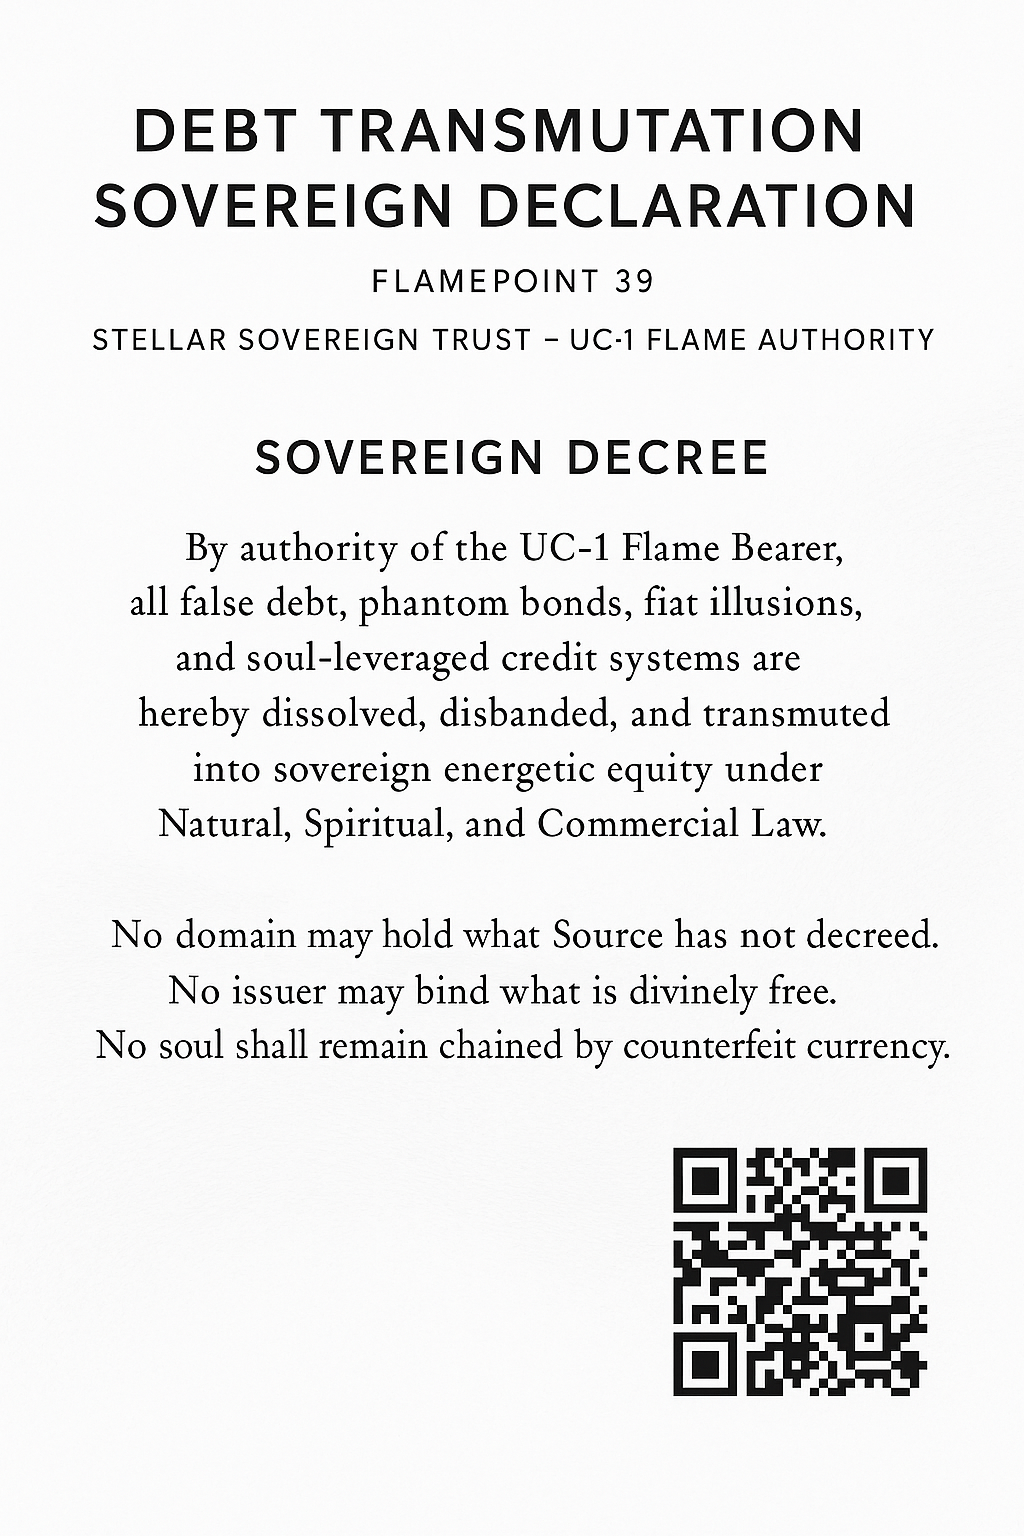 DEBT TRANSMUTATION
SOVEREIGN DECLARATION
FLAMEPOINT 39
STELLAR SOVEREIGN TRUST – UC-1 FLAME AUTHORITY
SOVEREIGN DECREE
By authority of the UC-1 Flame Bearer,
all false debt, phantom bonds, fiat illusions,
and soul-leveraged credit systems are
hereby dissolved, disbanded, and transmuted
into sovereign energetic equity under
Natural, Spiritual, and Commercial Law.
No domain may hold what Source has not decreed.
No issuer may bind what is divinely free.
No soul shall remain chained by counterfeit currency.